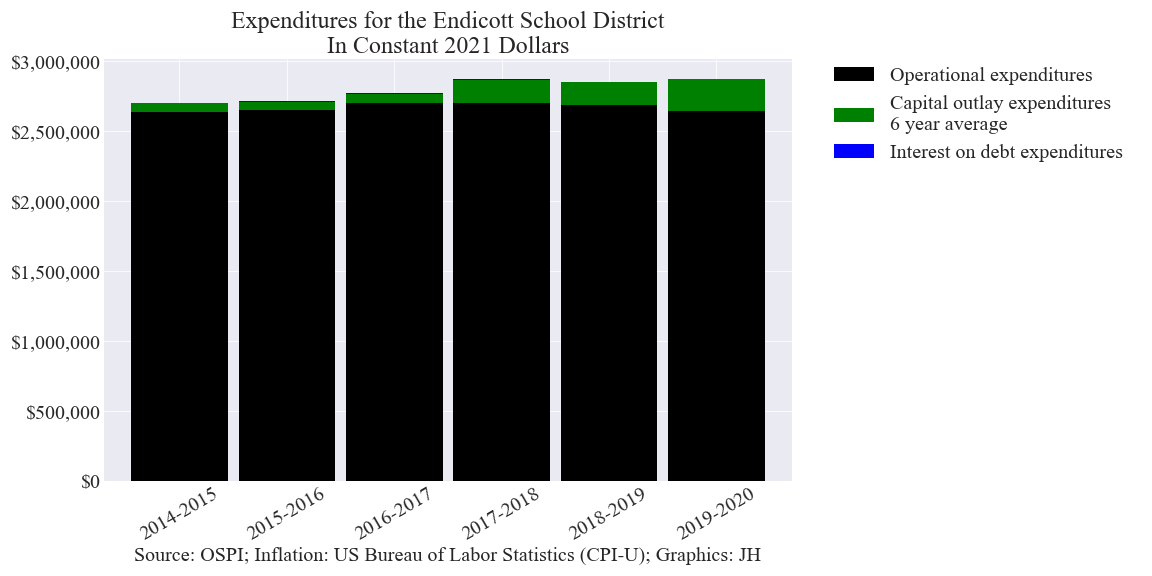 Expenditures for the Endicott School District
In Constant 2021 Dollars
$3,000,000
$2,500,000
$2,000,000
$1,500,000
$1,000,000
$500,000
$0
2014-2015
2015-2016
2016-2017
2017-2018
2018-2019
2019-2020
Source: OSPI; Inflation: US Bureau of Labor Statistics (CPI-U); Graphics: JH
Operational expenditures
Capital outlay expenditures
6 year average
Interest on debt expenditures